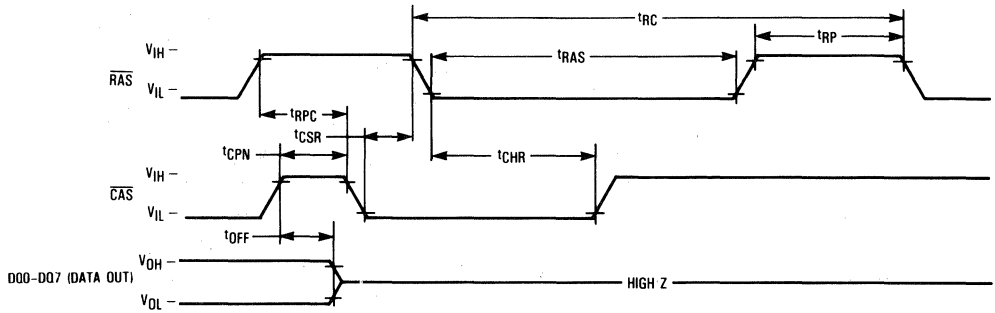 tRC
VIH
tRP
tRAS
RAS
VIL
tRPC
tCSR
tCPN
tCHR
VIH
CAS
VIL
tOFF
VOH
DQ0–DQ7 (DATA OUT)
HIGH Z
VOL